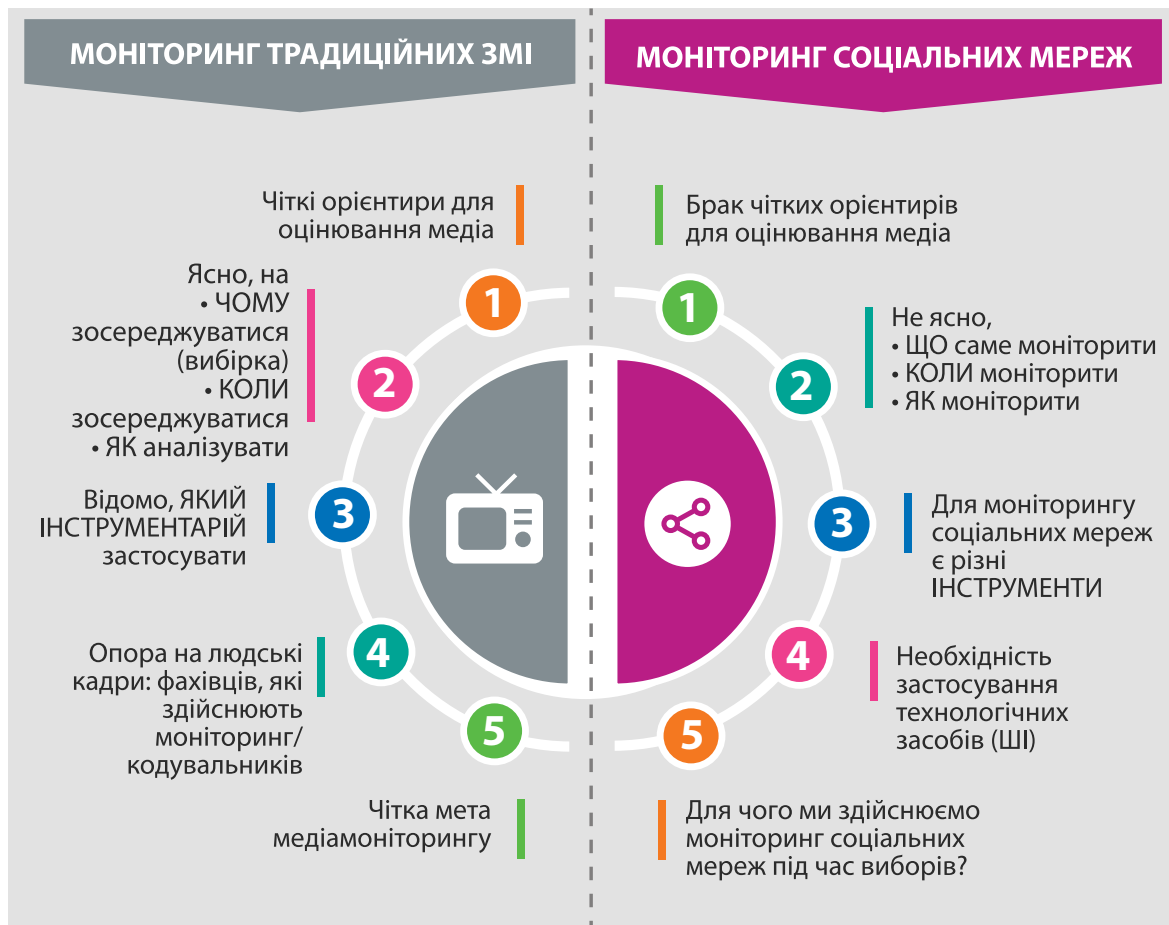 МОНІТОРИНГ ТРАДИЦІЙНИХ ЗМІ
Чіткі орієнтири для
оцінювання медіа
1
Ясно, на
• ЧОМУ
зосереджуватися
(вибірка)
• КОЛИ
зосереджуватися
• ЯК аналізувати
2
Відомо, ЯКИЙ
ІНСТРУМЕНТАРІЙ
застосувати
3
Опора на людські
кадри: фахівців, які
здійснюють
моніторинг/
кодувальників
4
Чітка мета
медіамоніторингу
5
МОНІТОРИНГ СОЦІАЛЬНИХ МЕРЕЖ
Брак чітких орієнтирів
для оцінювання медіа
1
Не ясно,
• ЩО саме моніторити
• КОЛИ моніторити
• ЯК моніторити
2
Для моніторингу
соціальних мереж
є різні
ІНСТРУМЕНТИ
3
Необхідність
застосування
технологічних
засобів (ШІ)
4
Для чого ми здійснюємо
моніторинг соціальних
мереж під час виборів?
5